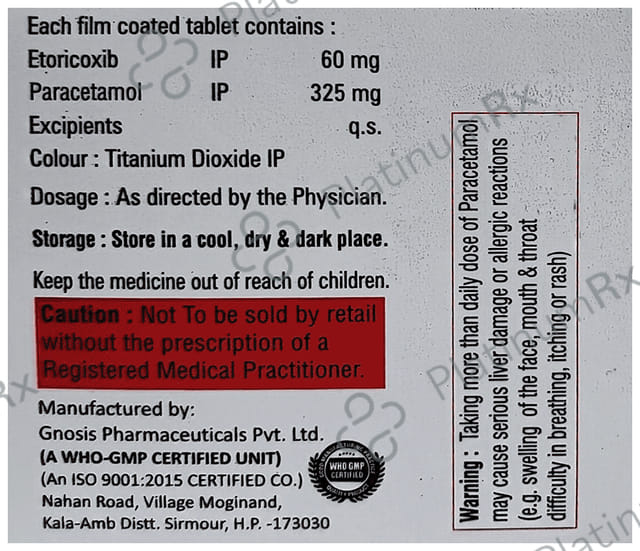 Each film coated tablet contains :
Etoricoxib IP 60 mg
Paracetamol IP 325 mg
Excipients q.s.
Colour : Titanium Dioxide IP
Dosage : As directed by the Physician.
Storage : Store in a cool, dry & dark place.
Keep the medicine out of reach of children.
Caution : Not To be sold by retail
without the prescription of a
Registered Medical Practitioner.
Manufactured by:
Gnosis Pharmaceuticals Pvt. Ltd.
(A WHO-GMP CERTIFIED UNIT)
(An ISO 9001:2015 CERTIFIED CO.)
Nahan Road, Village Moginand,
Kala-Amb Distt. Sirmour, H.P. -173030
WHO GMP
CERTIFIED
Warning : Taking more than daily dose of Paracetamol
may cause serious liver damage or allergic reactions
(e.g. swelling of the face, mouth & throat
difficulty in breathing, itching or rash)
PlatinumRx
PlatinumRx